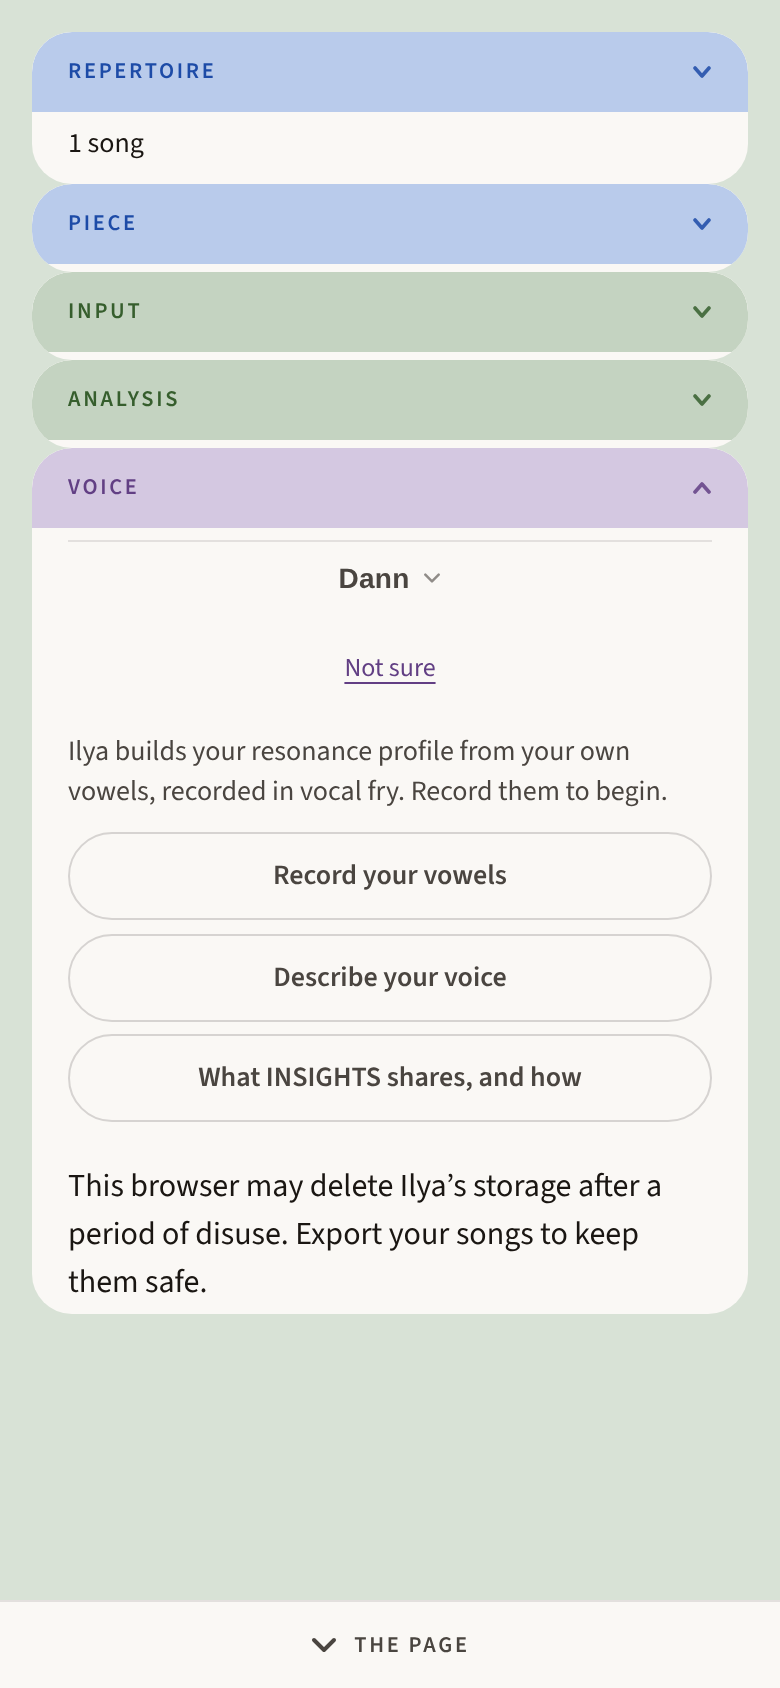 REPERTOIRE
1 song
PIECE
INPUT
ANALYSIS
VOICE
Dann
Not sure
Ilya builds your resonance profile from your own
vowels, recorded in vocal fry. Record them to begin.
Record your vowels
Describe your voice
What INSIGHTS shares, and how
This browser may delete Ilya’s storage after a
period of disuse. Export your songs to keep
them safe.
THE PAGE